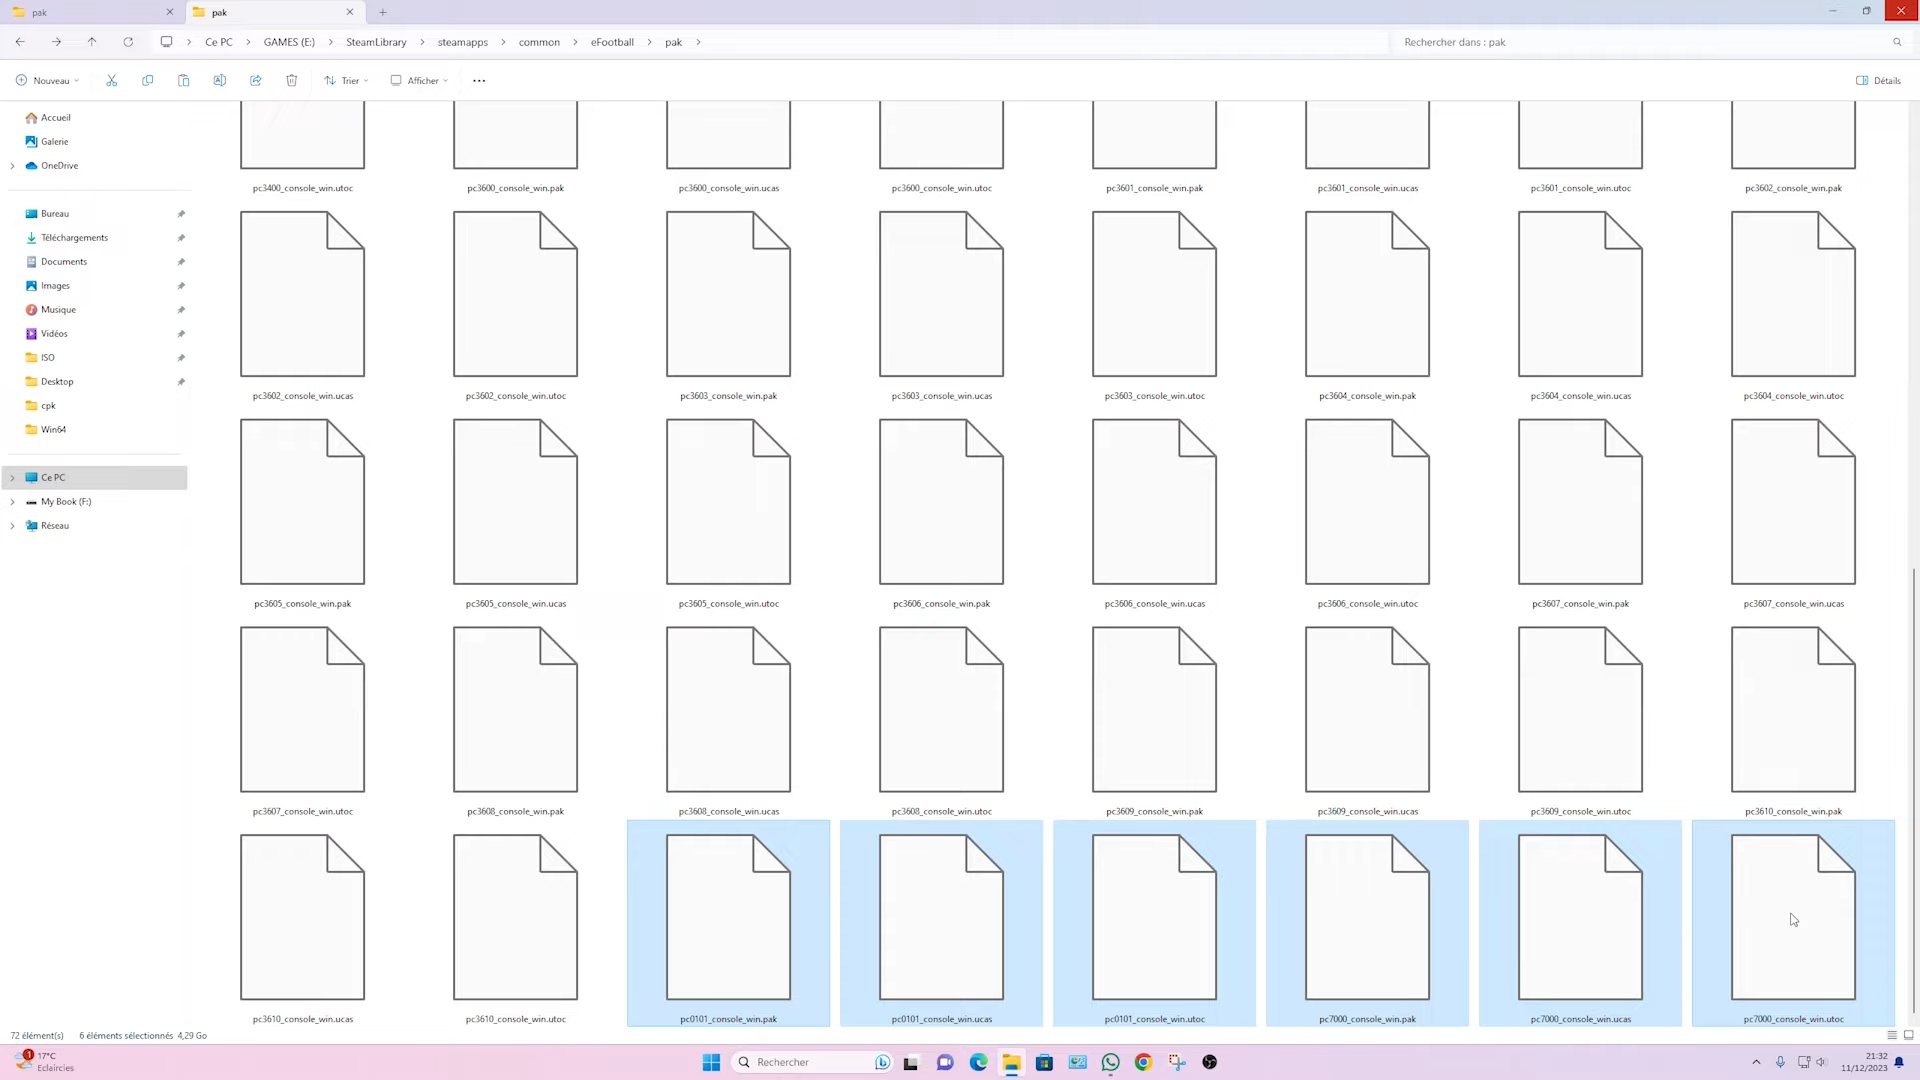 pak
pak
Ce PC
GAMES (E:)
SteamLibrary
steamapps
common
eFootball
pak
Rechercher dans : pak
Nouveau
Trier
Afficher
Détails
Accueil
Galerie
OneDrive
Bureau
Téléchargements
Documents
Images
Musique
Vidéos
ISO
Desktop
cpk
Win64
Ce PC
My Book (F:)
Réseau
pc3400_console_win.utoc
pc3600_console_win.pak
pc3600_console_win.ucas
pc3600_console_win.utoc
pc3601_console_win.pak
pc3601_console_win.ucas
pc3601_console_win.utoc
pc3602_console_win.pak
pc3602_console_win.ucas
pc3602_console_win.utoc
pc3603_console_win.pak
pc3603_console_win.ucas
pc3603_console_win.utoc
pc3604_console_win.pak
pc3604_console_win.ucas
pc3604_console_win.utoc
pc3605_console_win.pak
pc3605_console_win.ucas
pc3605_console_win.utoc
pc3606_console_win.pak
pc3606_console_win.ucas
pc3606_console_win.utoc
pc3607_console_win.pak
pc3607_console_win.ucas
pc3607_console_win.utoc
pc3608_console_win.pak
pc3608_console_win.ucas
pc3608_console_win.utoc
pc3609_console_win.pak
pc3609_console_win.ucas
pc3609_console_win.utoc
pc3610_console_win.pak
pc3610_console_win.ucas
pc3610_console_win.utoc
pc0101_console_win.pak
pc0101_console_win.ucas
pc0101_console_win.utoc
pc7000_console_win.pak
pc7000_console_win.ucas
pc7000_console_win.utoc
72 élément(s)
6 éléments sélectionnés 4,29 Go
1
17°C
Eclaircies
Rechercher
21:32
11/12/2023